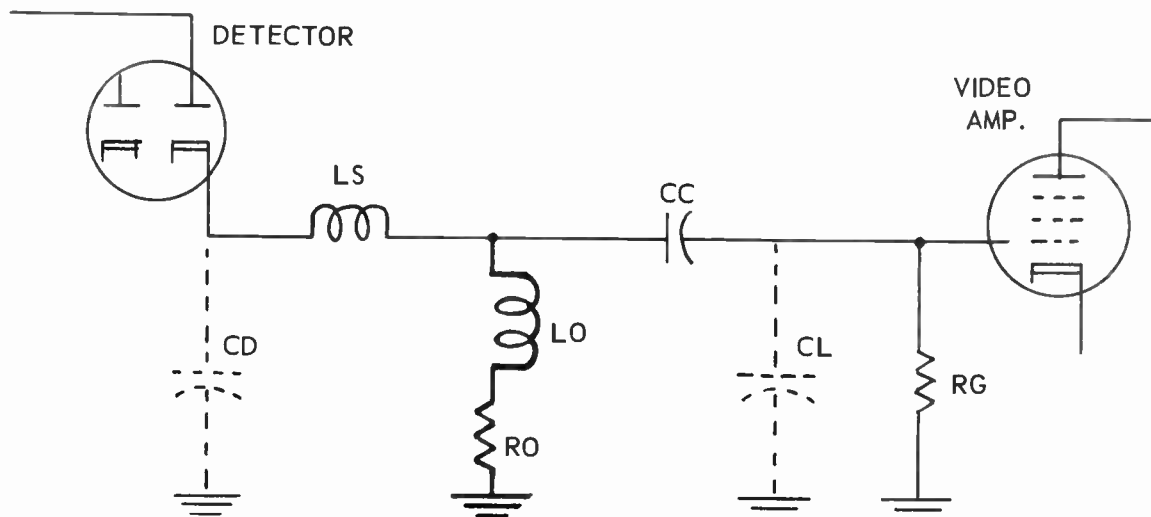 DETECTOR
VIDEO
AMP.
LS
CC
CD
LO
CL
RG
RO